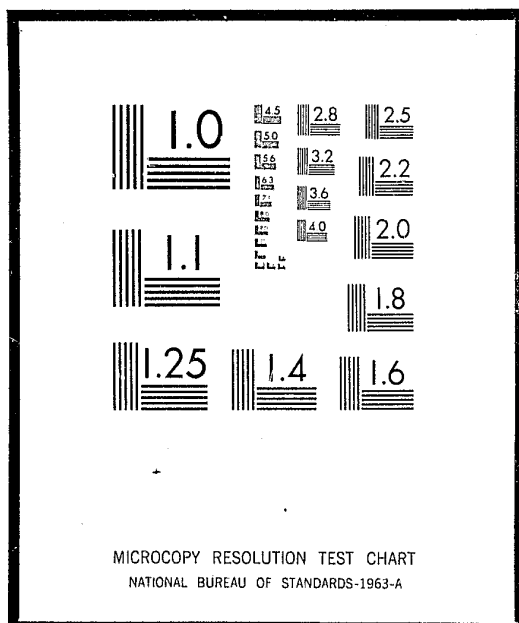 1.0
4.5 2.8 2.5
5.0
5.6 3.2 2.2
6.3
3.6
4.0 2.0
1.1
1.8
1.25 1.4 1.6
MICROCOPY RESOLUTION TEST CHART
NATIONAL BUREAU OF STANDARDS-1963-A